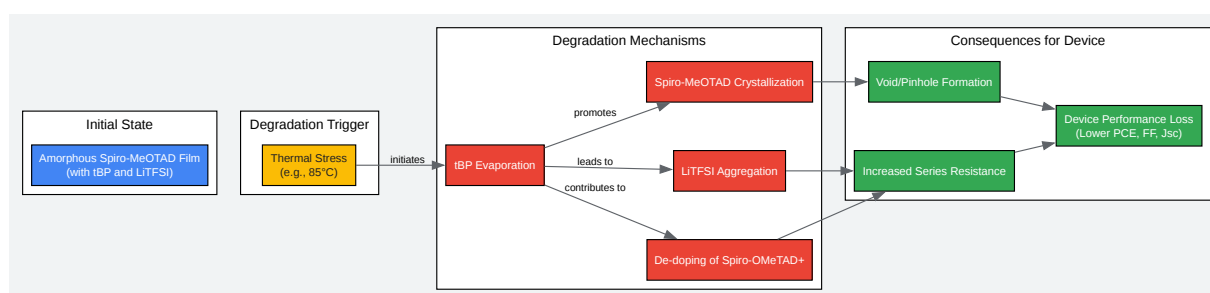 Initial State
Amorphous Spiro-MeOTAD Film
(with tBP and LiTFSI)
Degradation Trigger
Thermal Stress
(e.g., 85°C)
initiates
Degradation Mechanisms
tBP Evaporation
promotes
leads to
contributes to
Spiro-MeOTAD Crystallization
LiTFSI Aggregation
De-doping of Spiro-OMeTAD+
Consequences for Device
Void/Pinhole Formation
Increased Series Resistance
Device Performance Loss
(Lower PCE, FF, Jsc)